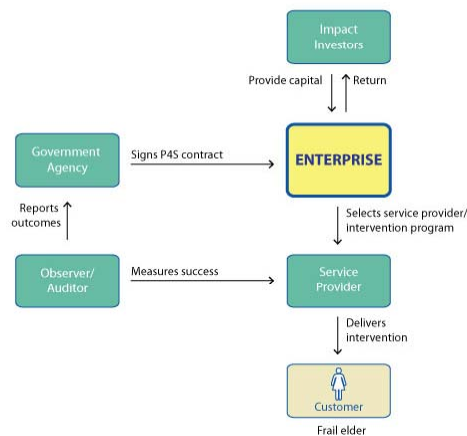 Impact
Investors
Provide capital
Return
Government
Agency
Signs P4S contract
ENTERPRISE
Reports
outcomes
Selects service provider/
intervention program
Observer/
Auditor
Measures success
Service
Provider
Delivers
intervention
Customer
Frail elder